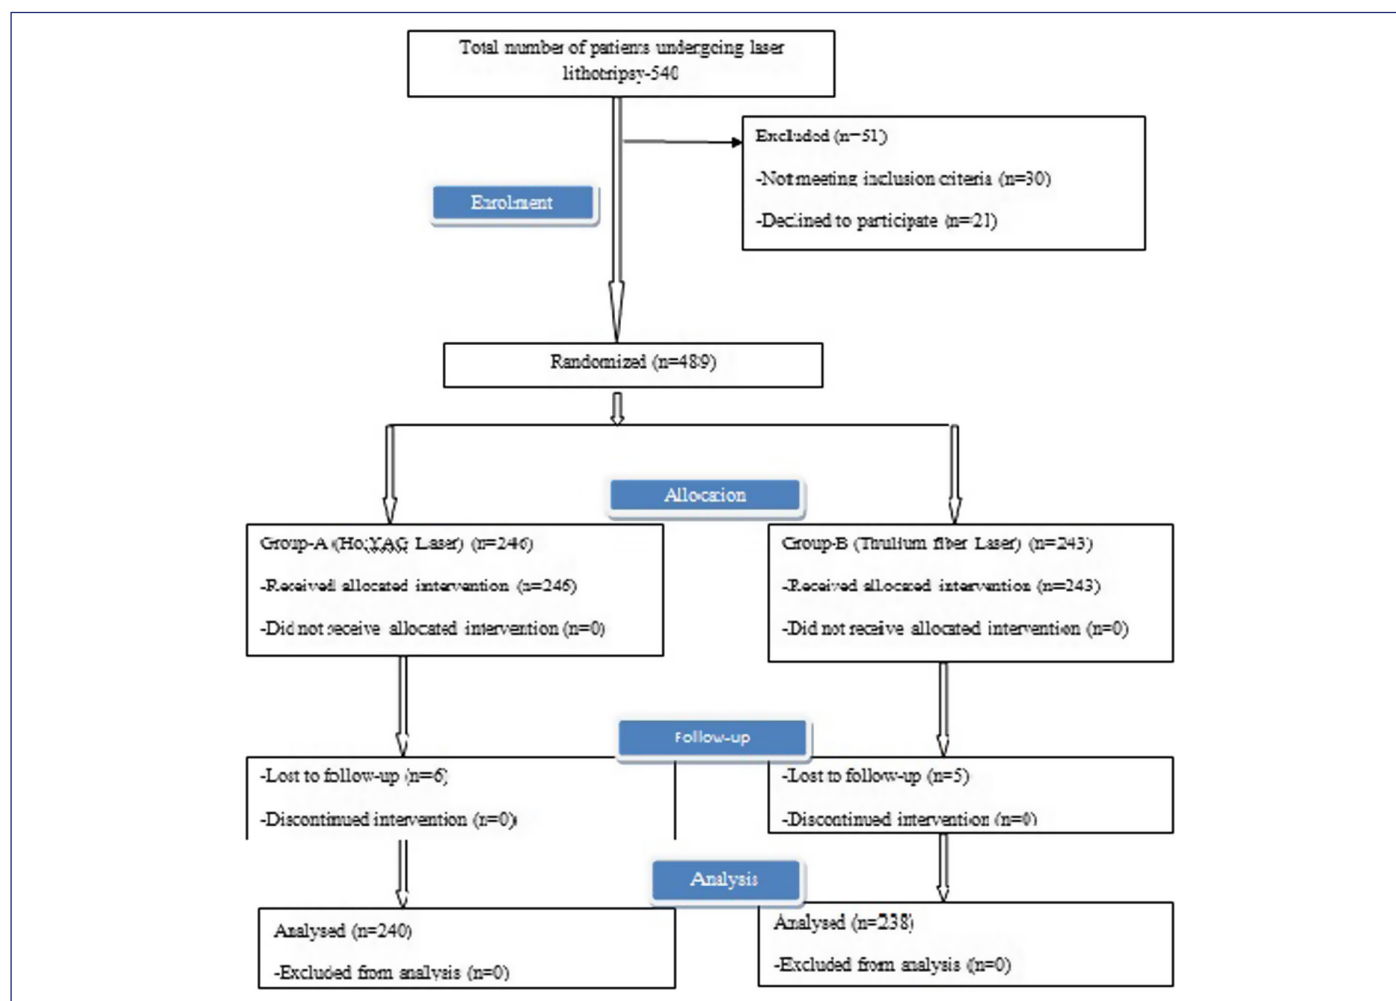 Total number of patients undergoing laser
lithotripsy-540
Excluded (n=51)
-Not meeting inclusion criteria (n=30)
-Declined to participate (n=21)
Enrolment
Randomized (n=489)
Allocation
Group-A (Ho;YAG Laser) (n=246)
-Received allocated intervention (n=246)
-Did not receive allocated intervention (n=0)
Group-B (Thulium fiber Laser) (n=243)
-Received allocated intervention (n=243)
-Did not receive allocated intervention (n=0)
Follow-up
-Lost to follow-up (n=6)
-Discontinued intervention (n=0)
-Lost to follow-up (n=5)
-Discontinued intervention (n=0)
Analysis
Analysed (n=240)
-Excluded from analysis (n=0)
Analysed (n=238)
-Excluded from analysis (n=0)